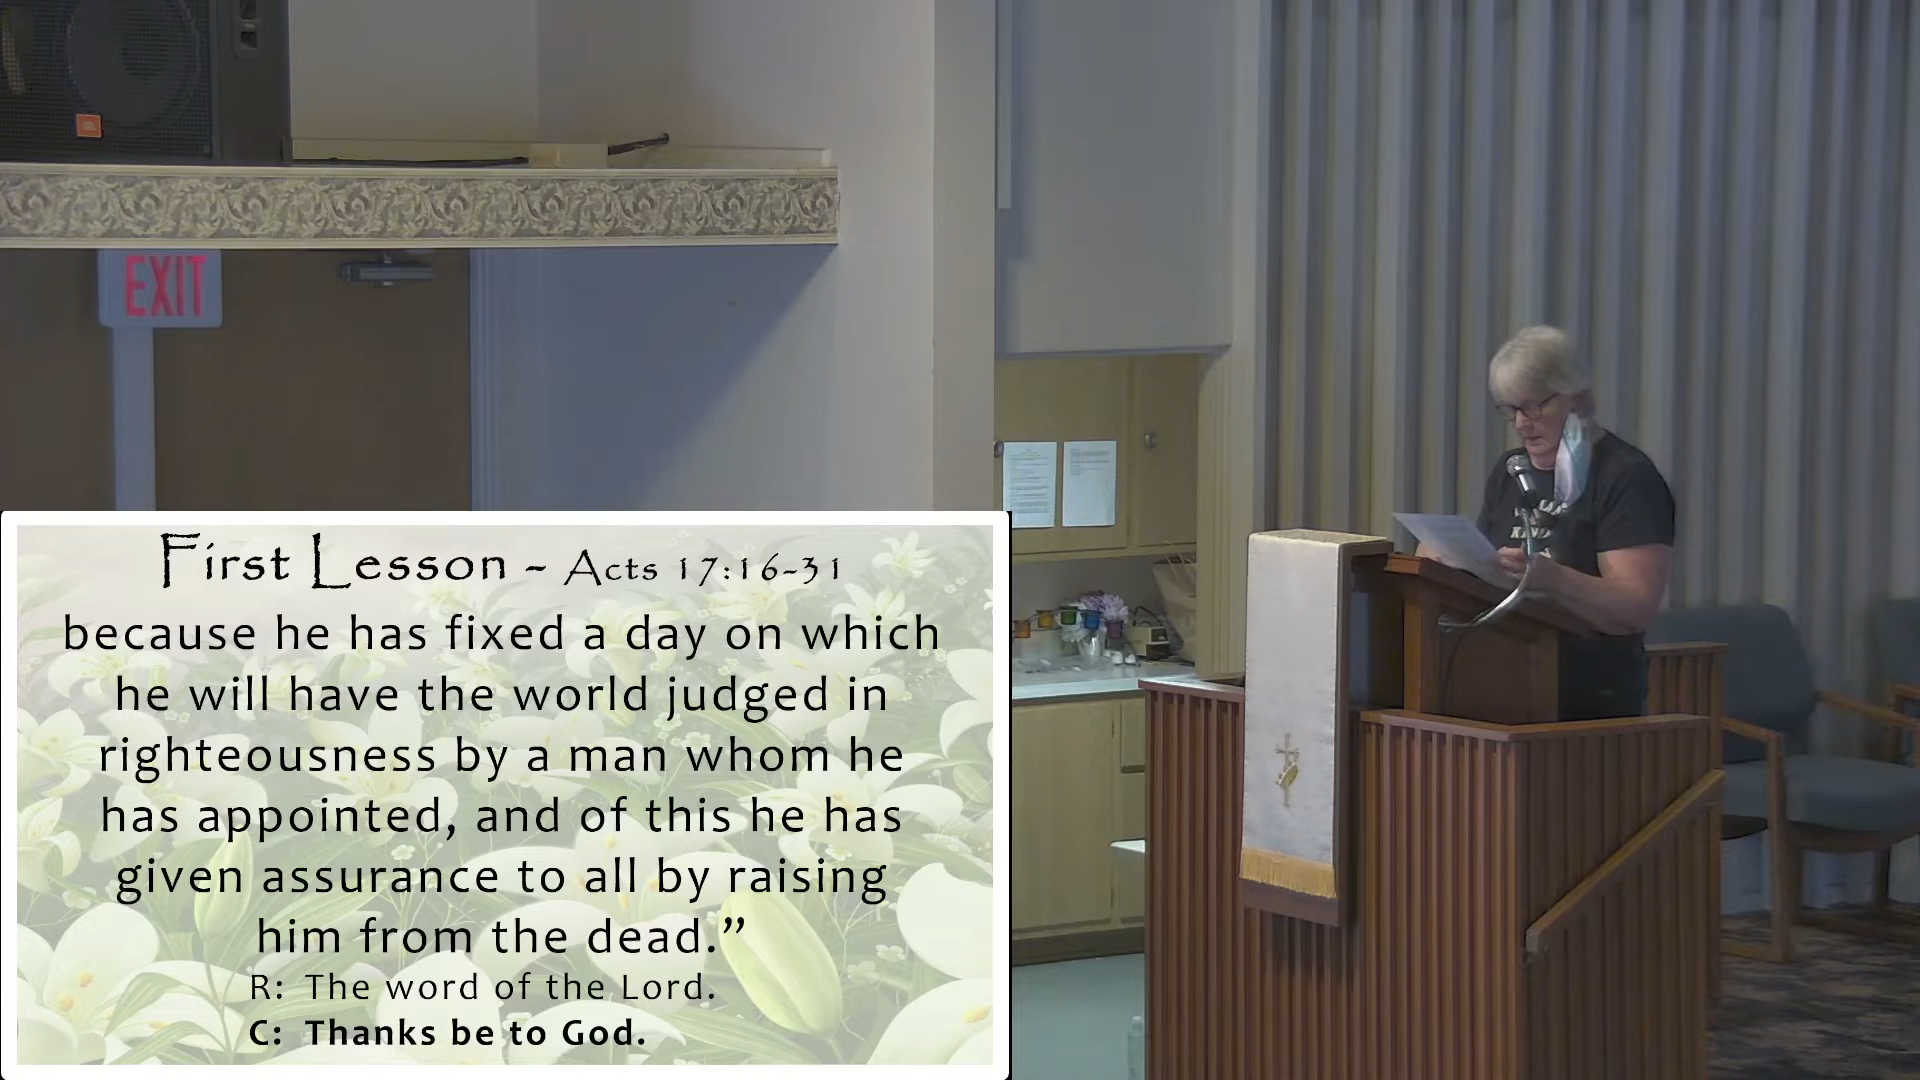 EXIT
First Lesson - Acts 17:16-31
because he has fixed a day on which
he will have the world judged in
righteousness by a man whom he
has appointed, and of this he has
given assurance to all by raising
him from the dead.”
R: The word of the Lord.
C: Thanks be to God.